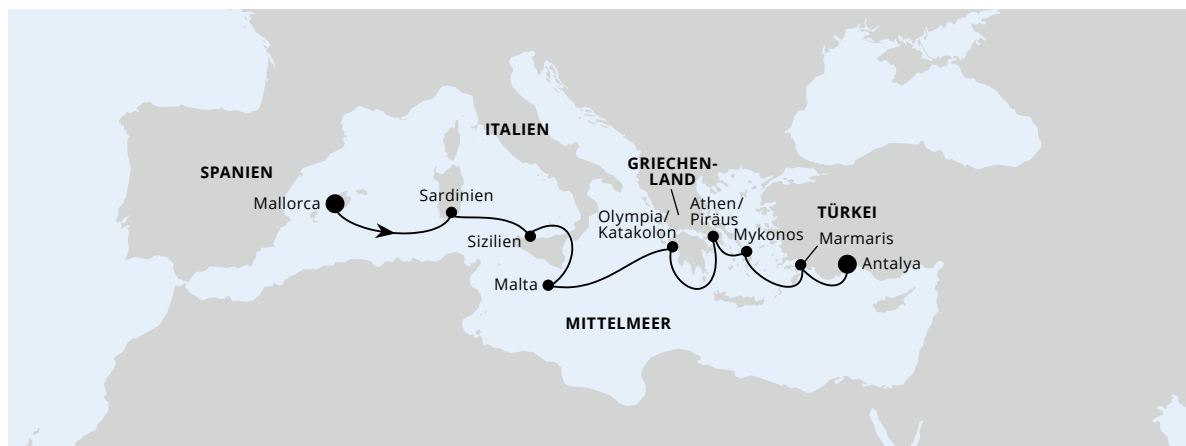 ITALIEN
SPANIEN
GRIECHEN-
LAND
Mallorca
Sardinien
Athen/
Piräus
TÜRKEI
Olympia/
Katakolon
Sizilien
Mykonos
Marmaris
Antalya
Malta
MITTELMEER